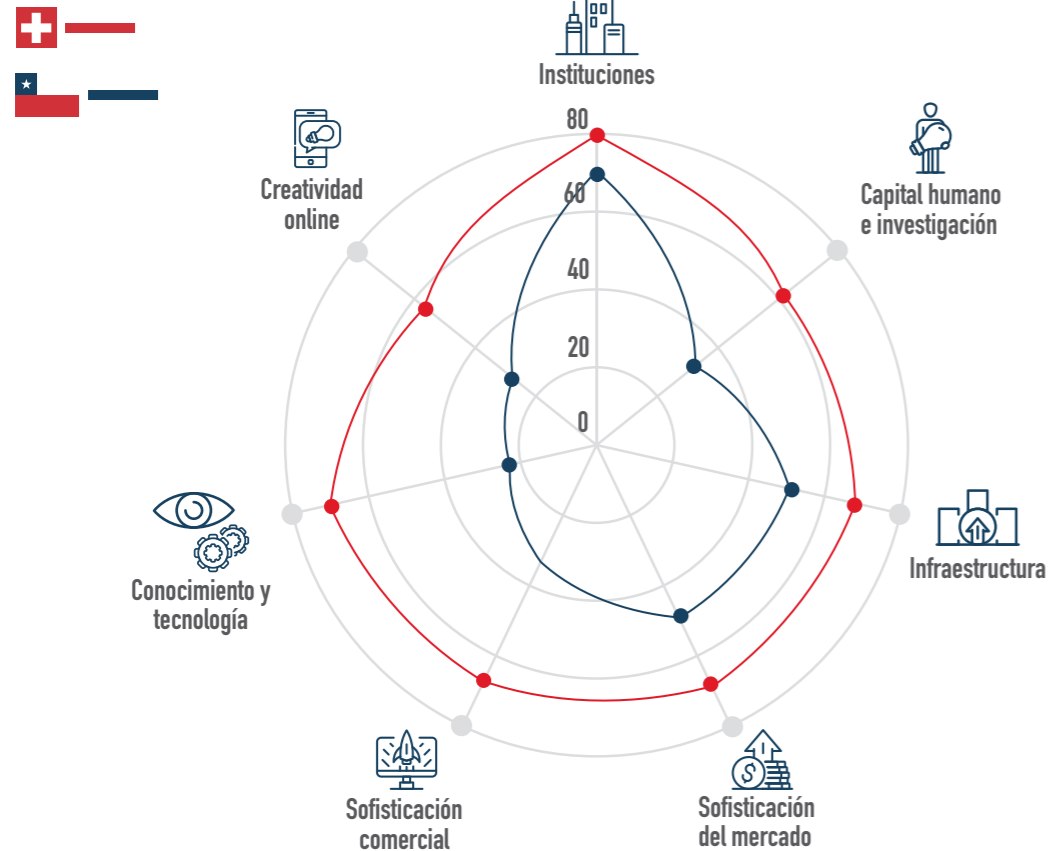 Instituciones
80
60
40
20
0
Capital humano
e investigación
Infraestructura
Sofisticación
del mercado
Sofisticación
comercial
Conocimiento y
tecnología
Creatividad
online
$